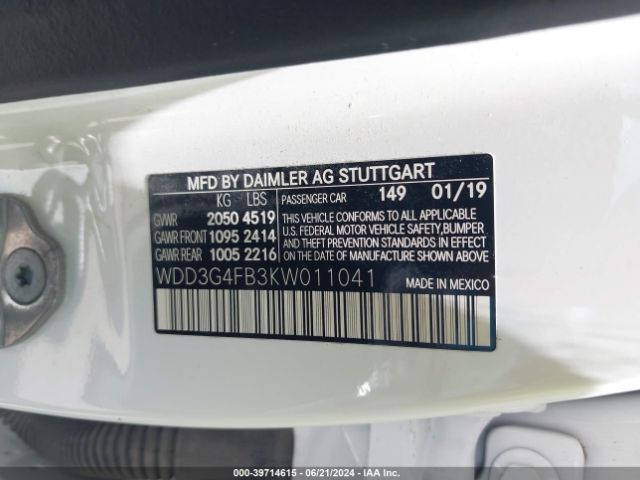 MFD BY DAIMLER AG STUTTGART
KG LBS PASSENGER CAR 149 01/19
GVWR 2050 4519
GAWR FRONT 1095 2414
GAWR REAR 1005 2216
THIS VEHICLE CONFORMS TO ALL APPLICABLE
U.S. FEDERAL MOTOR VEHICLE SAFETY,BUMPER
AND THEFT PREVENTION STANDARDS IN EFFECT
ON THE DATE OF MANUFACTURE SHOWN ABOVE.
WDD3G4FB3KW011041
MADE IN MEXICO
000-39714615 - 06/21/2024 - IAA Inc.